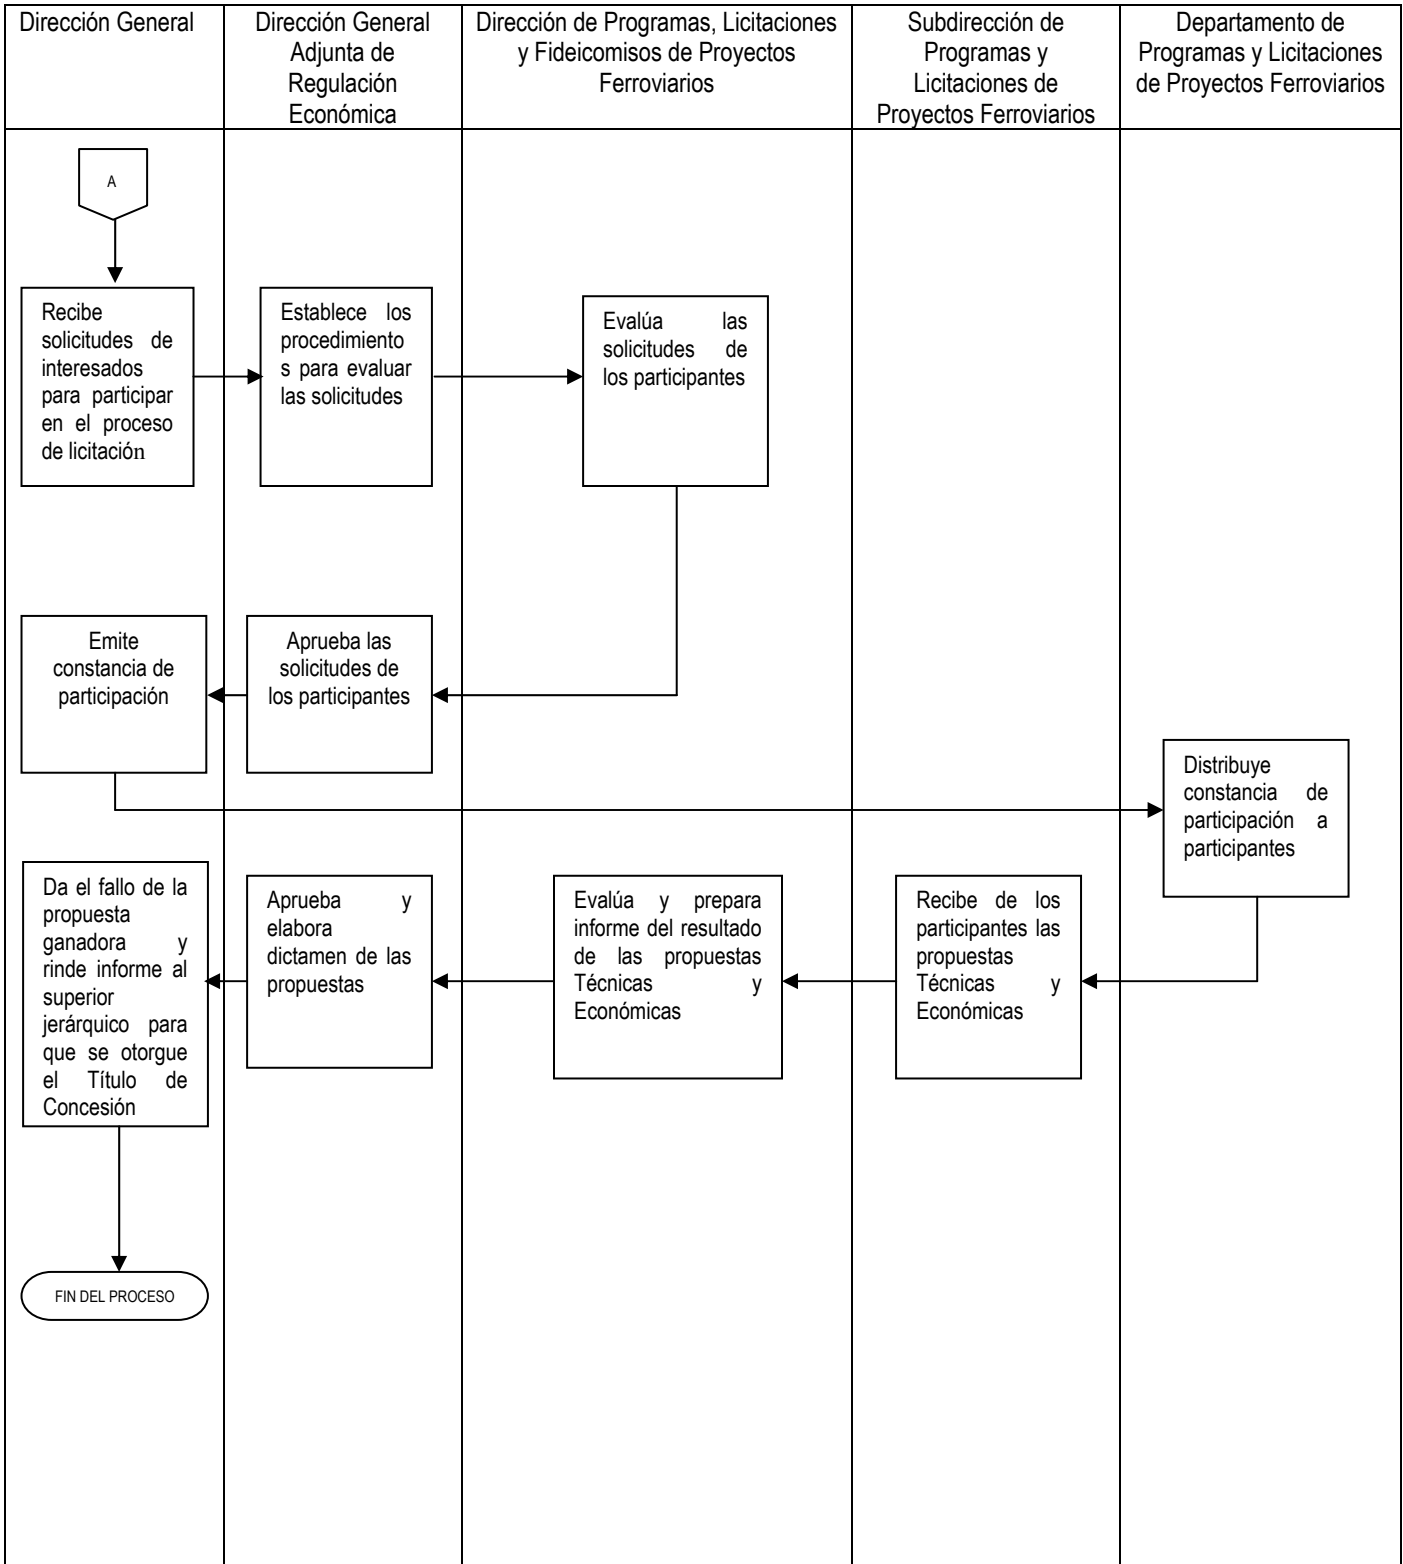 Dirección General
Dirección General
Adjunta de
Regulación
Económica
Dirección de Programas, Licitaciones
y Fideicomisos de Proyectos
Ferroviarios
Subdirección de
Programas y
Licitaciones de
Proyectos Ferroviarios
Departamento de
Programas y Licitaciones
de Proyectos Ferroviarios
A
Recibe
solicitudes de
interesados
para participar
en el proceso
de licitación
Establece los
procedimiento
s para evaluar
las solicitudes
Evalúa las
solicitudes de
los participantes
Emite
constancia de
participación
Aprueba las
solicitudes de
los participantes
Distribuye
constancia de
participación a
participantes
Da el fallo de la
propuesta
ganadora y
rinde informe al
superior
jerárquico para
que se otorgue
el Título de
Concesión
Aprueba y
elabora
dictamen de las
propuestas
Evalúa y prepara
informe del resultado
de las propuestas
Técnicas y
Económicas
Recibe de los
participantes las
propuestas
Técnicas y
Económicas
FIN DEL PROCESO